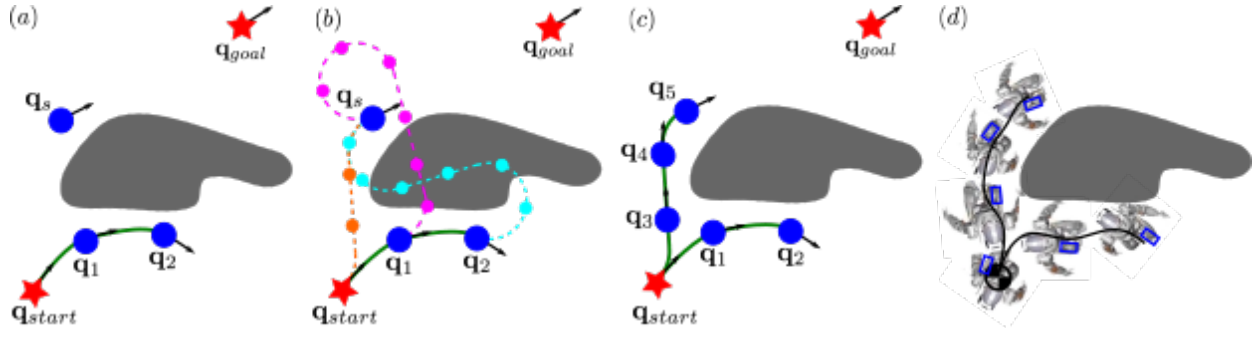 (a)
q_goal
q_s
q_1
q_2
q_start
(b)
q_goal
q_s
q_1
q_2
q_start
(c)
q_goal
q_5
q_4
q_3
q_1
q_2
q_start
(d)